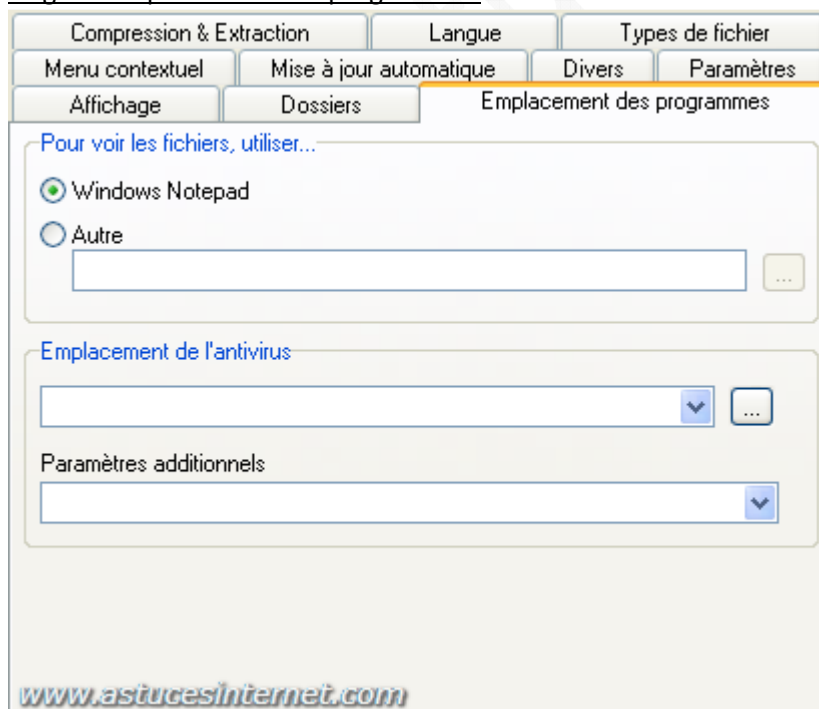 Compression & Extraction Langue Types de fichier
Menu contextuel Mise à jour automatique Divers Paramètres
Affichage Dossiers Emplacement des programmes
Pour voir les fichiers, utiliser...
Windows Notepad
Autre
...
Emplacement de l'antivirus
...
Paramètres additionnels
www.astucesinternet.com